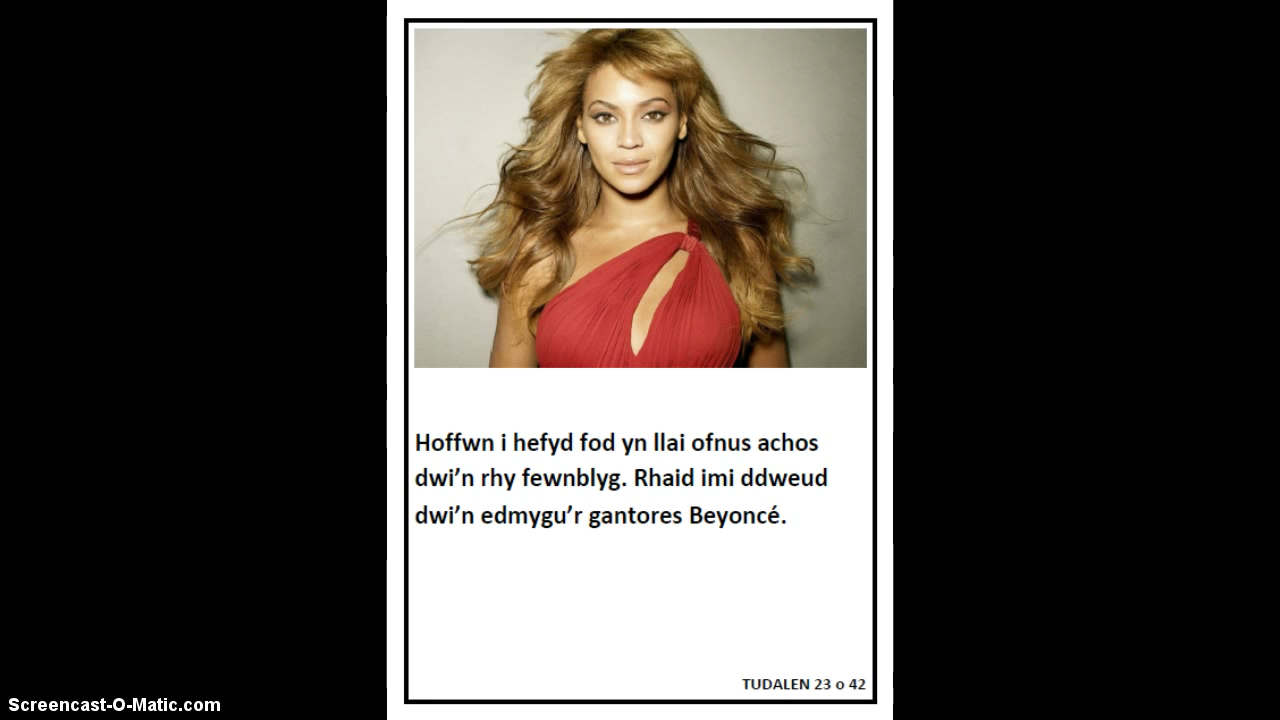 Hoffwn i hefyd fod yn llai ofnus achos
dwi’n rhy fewnblyg. Rhaid imi ddweud
dwi’n edmygu’r gantores Beyoncé.
TUDALEN 23 o 42
Screencast-O-Matic.com